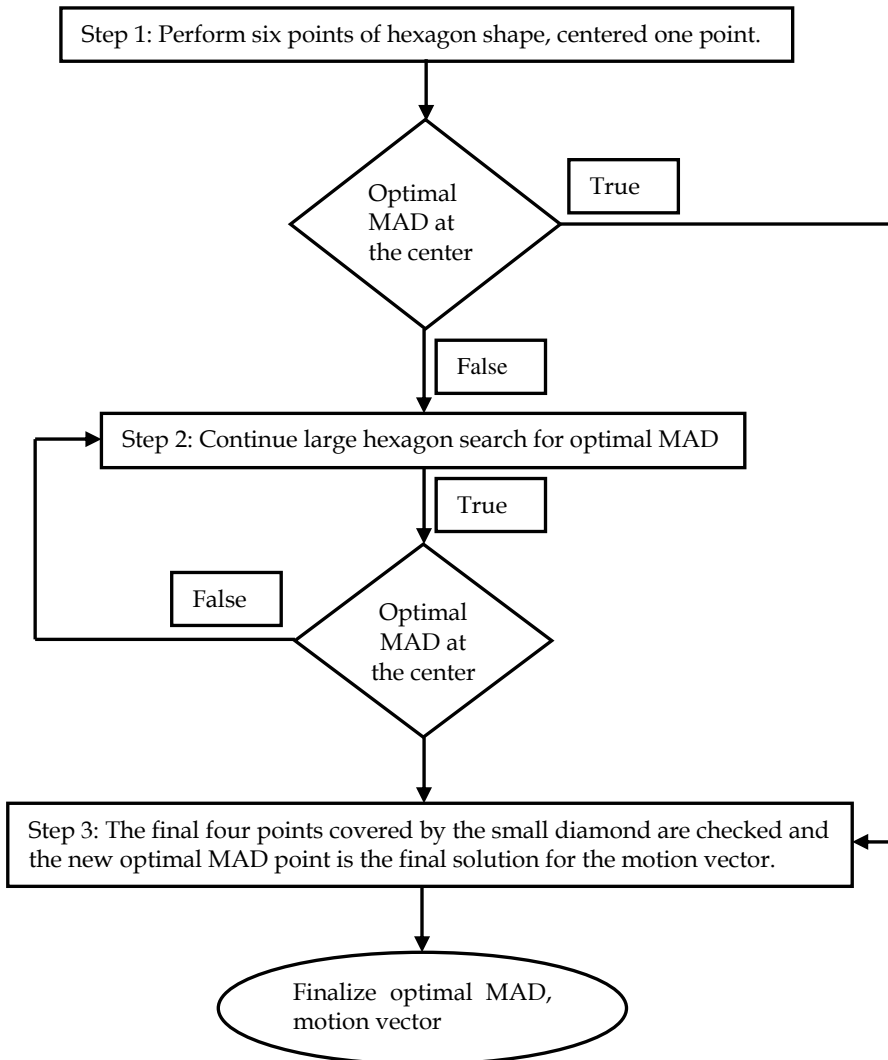 Step 1: Perform six points of hexagon shape, centered one point.
Optimal
MAD at
the center
True
False
Step 2: Continue large hexagon search for optimal MAD
True
False
Optimal
MAD at
the center
Step 3: The final four points covered by the small diamond are checked and
the new optimal MAD point is the final solution for the motion vector.
Finalize optimal MAD,
motion vector